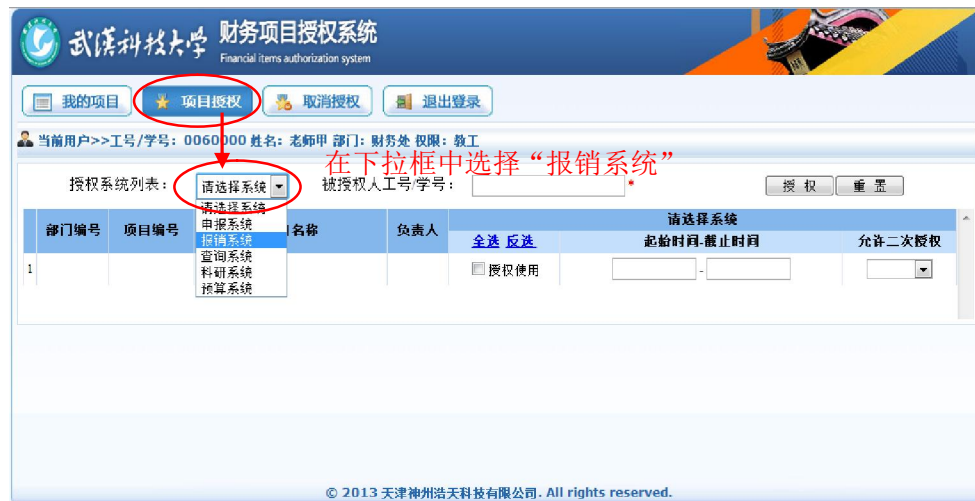 武汉科技大学 财务项目授权系统
Financial items authorization system
我的项目 项目授权 取消授权 退出登录
当前用户>>工号/学号: 0060000 姓名: 老师甲 部门: 财务处 权限: 教工
在下拉框中选择“报销系统”
授权系统列表: 请选择系统 被授权人工号/学号: * 授 权 重 置
请选择系统
申报系统
报销系统
查询系统
科研系统
预算系统
部门编号 项目编号 名称 负责人 请选择系统
全选 反选 起始时间-截止时间 允许二次授权
1 授权使用 -
© 2013 天津神州浩天科技有限公司. All rights reserved.